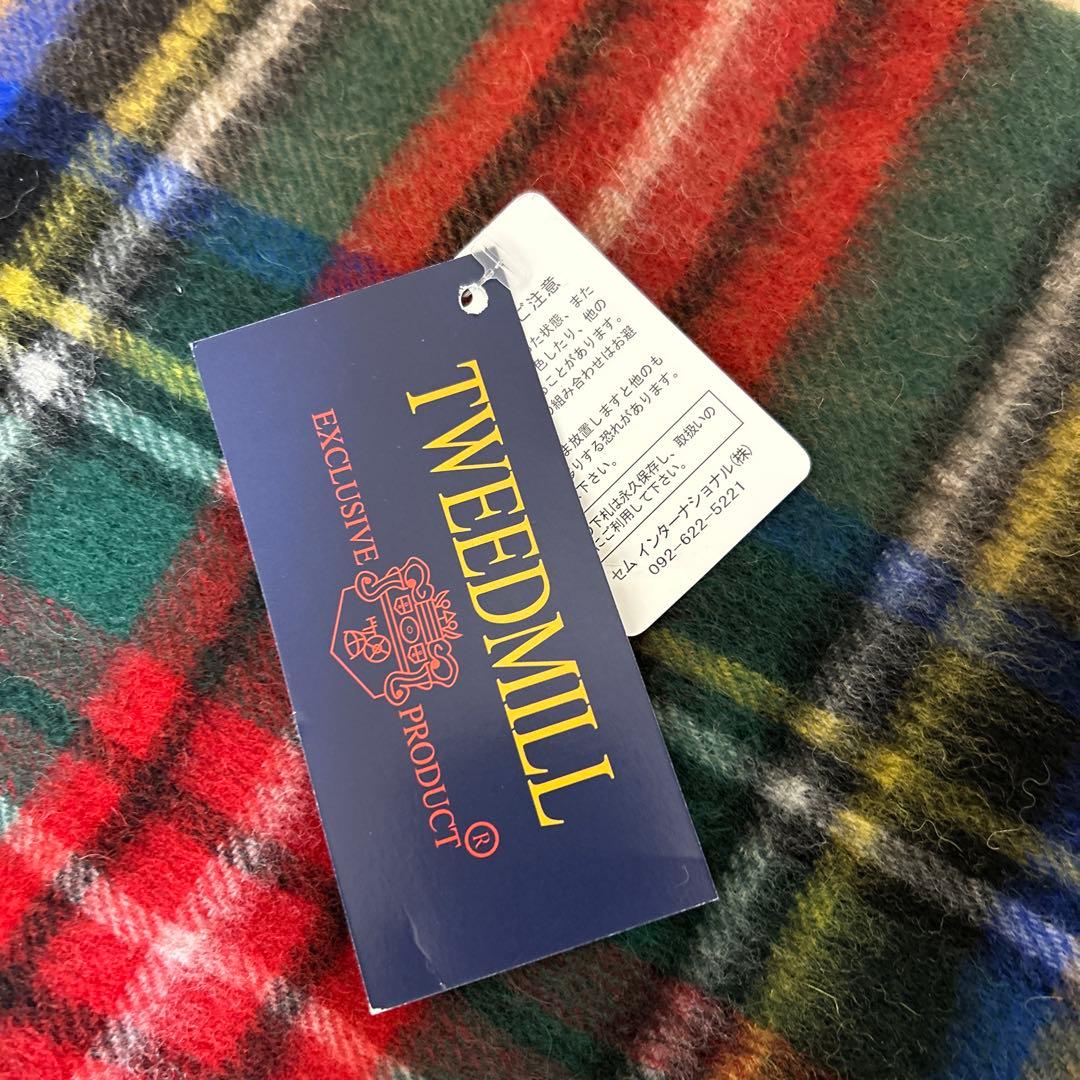 TWEEDMILL
EXCLUSIVE PRODUCT ®
ご注意
た状態、また
色したり、他の
ことがあります。
の組み合わせはお避
ま放置しますと他のも
りする恐れがあります。
下さい。
下札は永久保存し、取扱いの
にご利用して下さい。
セム インターナショナル(株)
092-622-5221